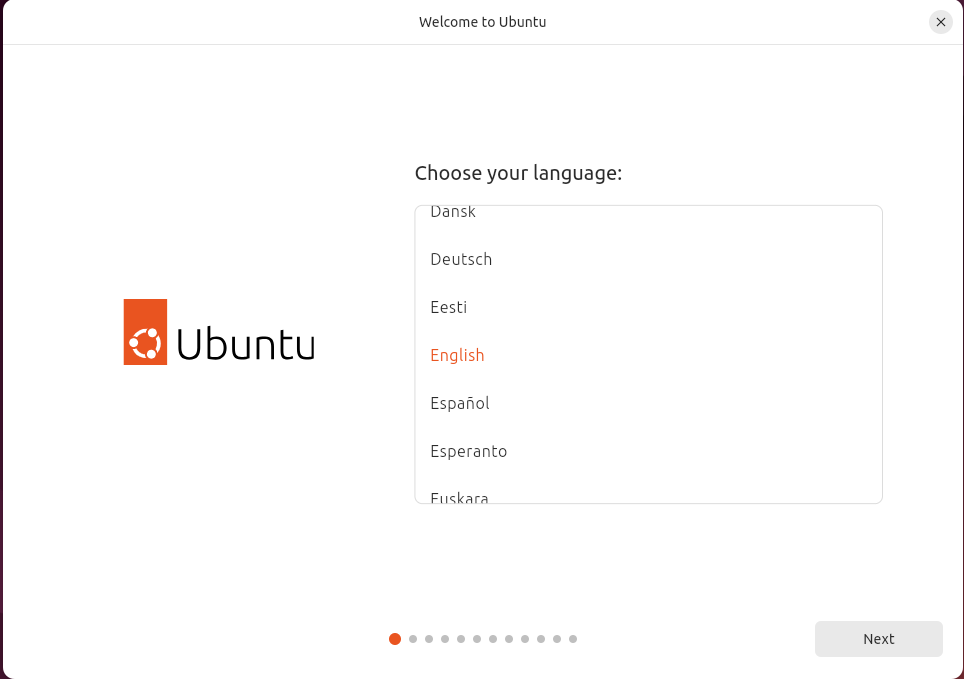 Welcome to Ubuntu
Choose your language:
Dansk
Deutsch
Eesti
English
Español
Esperanto
Euskara
Ubuntu
Next